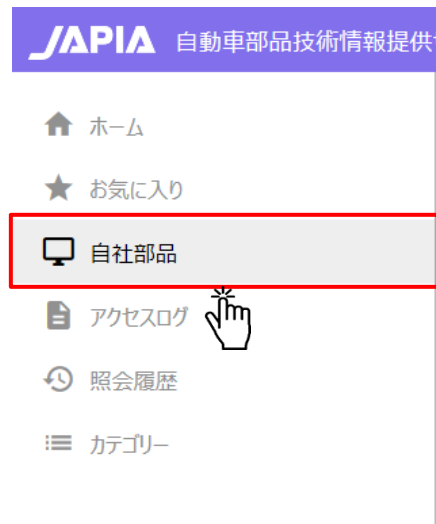 JAPIA 自動車部品技術情報提供
ホーム
お気に入り
自社部品
アクセスログ
照会履歴
カテゴリー